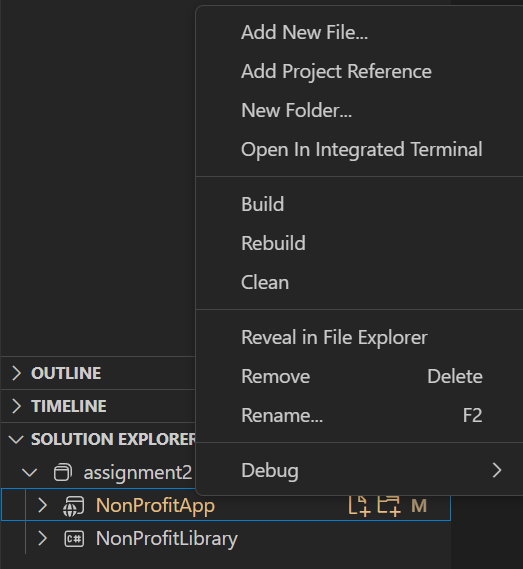 Add New File...
Add Project Reference
New Folder...
Open In Integrated Terminal
Build
Rebuild
Clean
Reveal in File Explorer
Remove Delete
Rename... F2
Debug
OUTLINE
TIMELINE
SOLUTION EXPLORER
assignment2
NonProfitApp M
C# NonProfitLibrary